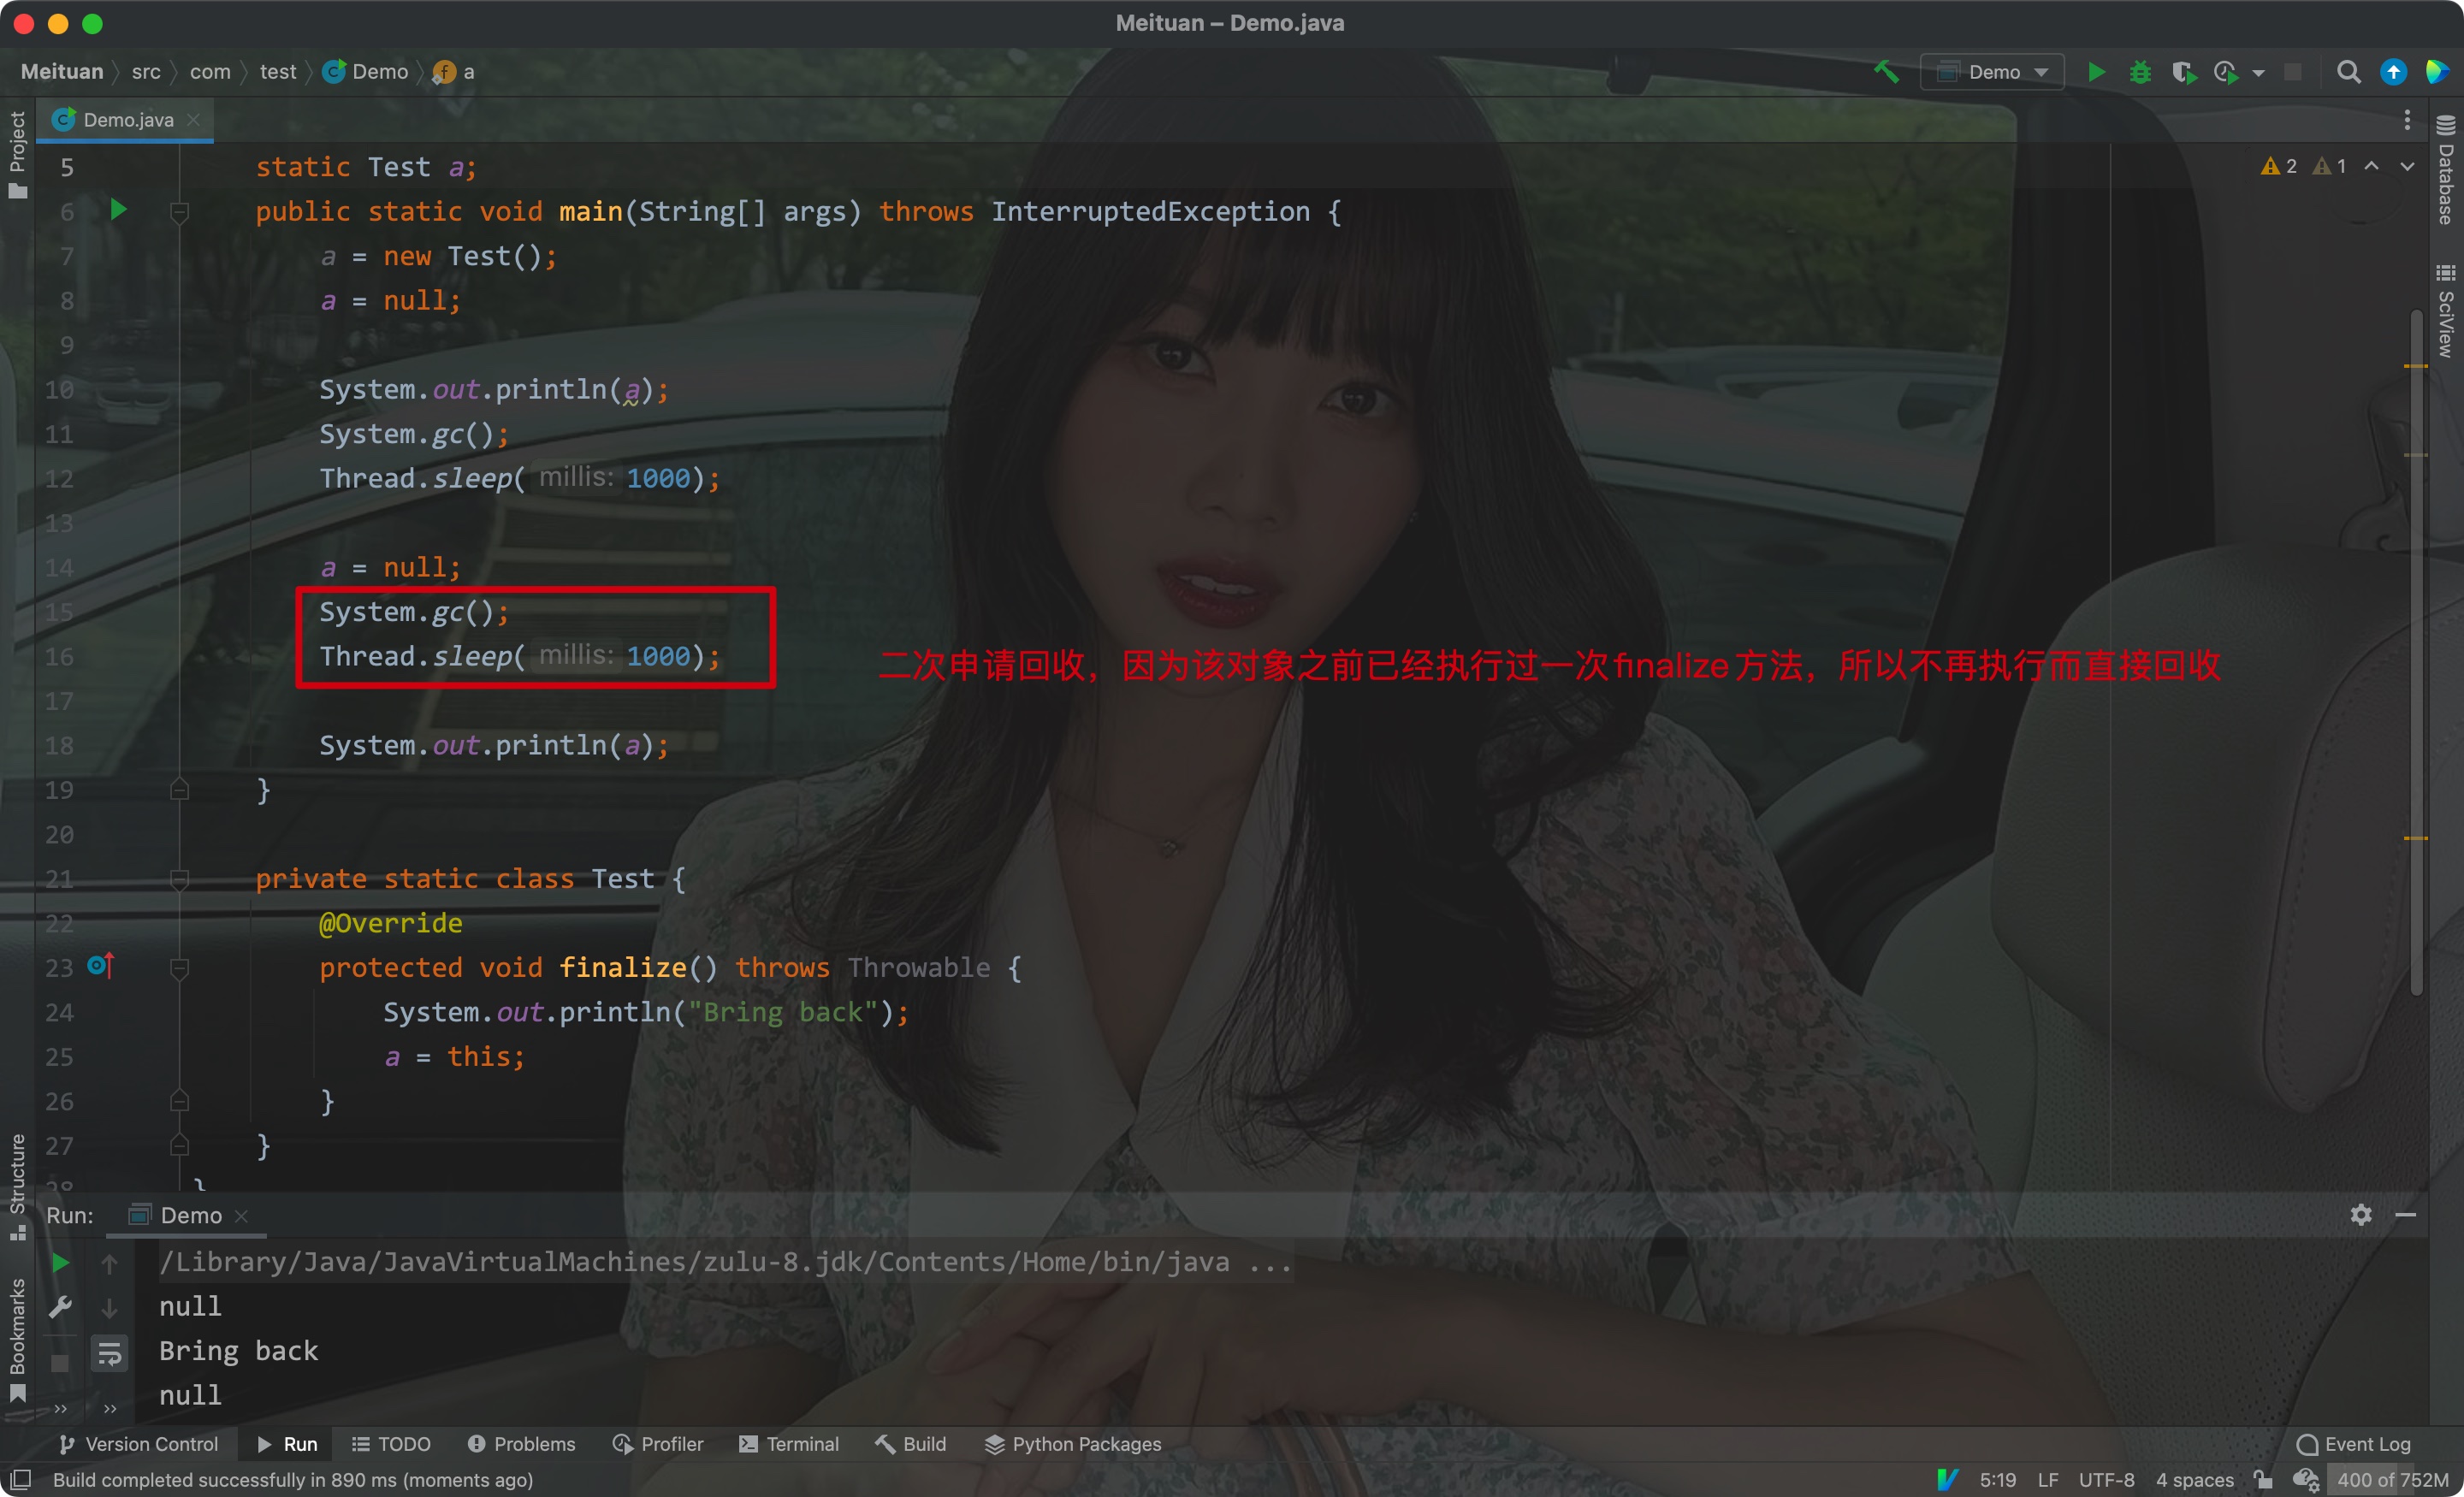 Meituan – Demo.java
Meituan src com test Demo a
Demo
Project
Demo.java
2 1
Database
SciView
5 static Test a;
6 public static void main(String[] args) throws InterruptedException {
7 a = new Test();
8 a = null;
9
10 System.out.println(a);
11 System.gc();
12 Thread.sleep( millis: 1000);
13
14 a = null;
15 System.gc();
16 Thread.sleep( millis: 1000);
二次申请回收，因为该对象之前已经执行过一次finalize方法，所以不再执行而直接回收
17
18 System.out.println(a);
19 }
20
21 private static class Test {
22 @Override
23 protected void finalize() throws Throwable {
24 System.out.println("Bring back");
25 a = this;
26 }
27 }
28 }
Structure
Bookmarks
Run: Demo
/Library/Java/JavaVirtualMachines/zulu-8.jdk/Contents/Home/bin/java ...
null
Bring back
null
Version Control Run TODO Problems Profiler Terminal Build Python Packages Event Log
Build completed successfully in 890 ms (moments ago) 5:19 LF UTF-8 4 spaces 400 of 752M